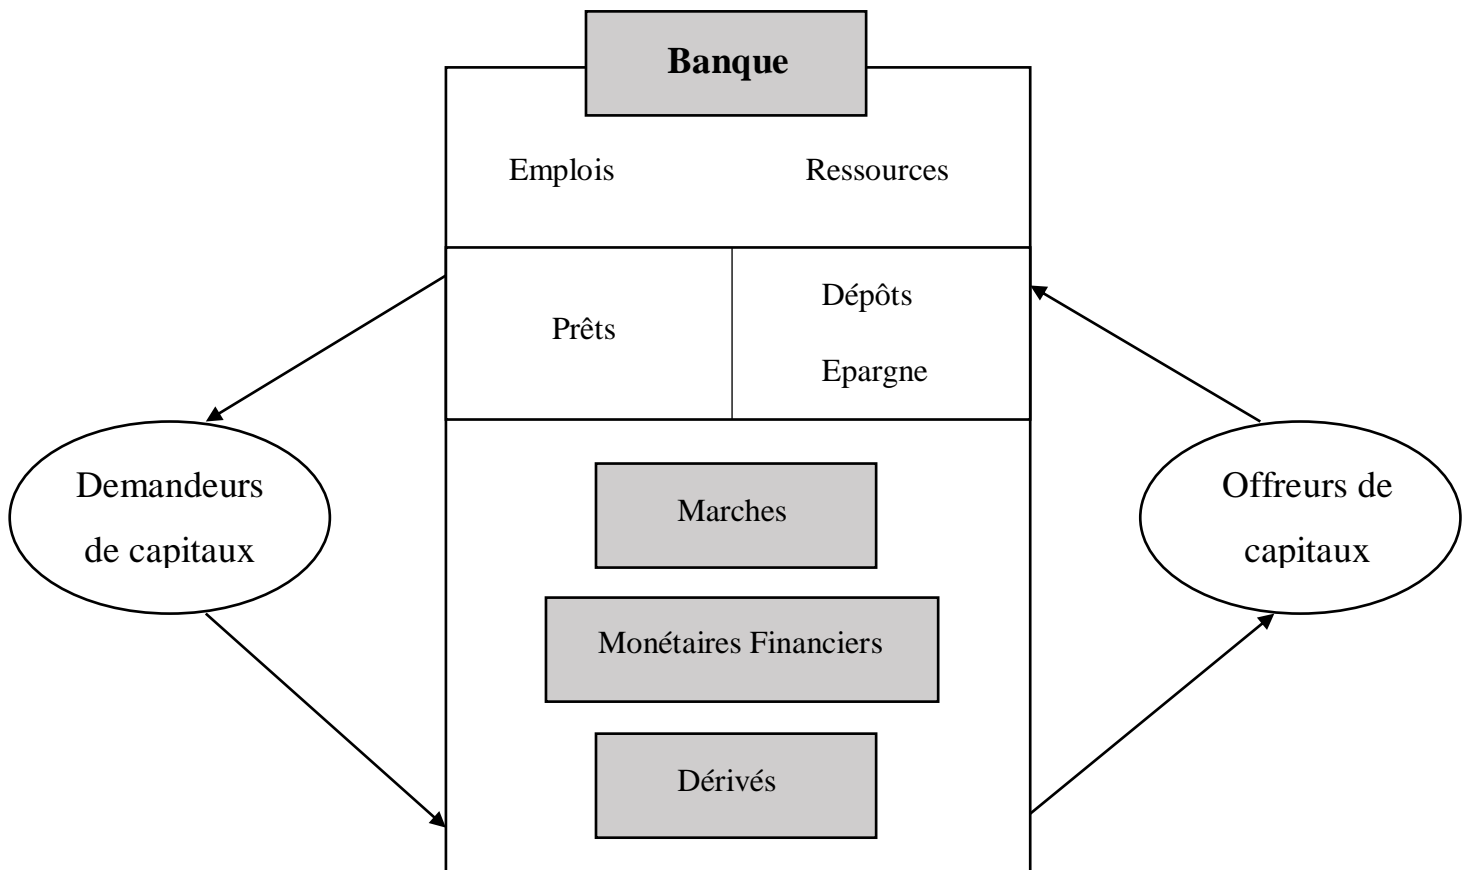 Banque
Emplois
Ressources
Prêts
Dépôts
Epargne
Demandeurs
de capitaux
Marches
Monétaires Financiers
Dérivés
Offreurs de
capitaux